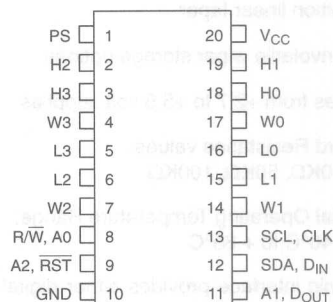 PS 1 20 VCC
H2 2 19 H1
H3 3 18 H0
W3 4 17 W0
L3 5 16 L0
L2 6 15 L1
W2 7 14 W1
R/W̅, A0 8 13 SCL, CLK
A2, R̅S̅T̅ 9 12 SDA, DIN
GND 10 11 A1, DOUT